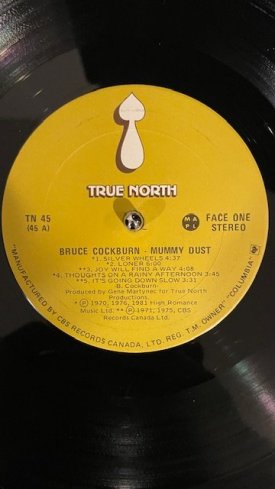 TRUE NORTH
TN 45
(45 A)
M A
P L
FACE ONE
STEREO
BRUCE COCKBURN - MUMMY DUST
*1. SILVER WHEELS 4:37
*2. LONER 6:00
**3. JOY WILL FIND A WAY 4:08
*4. THOUGHTS ON A RAINY AFTERNOON 3:45
**5. IT'S GOING DOWN SLOW 3:31
B. Cockburn
Produced by Gene Martynec for True North
Productions.
* ℗ 1970, 1976, 1981 High Romance
Music Ltd. ** ℗ 1971, 1975, CBS
Records Canada Ltd.
"MANUFACTURED BY CBS RECORDS CANADA, LTD. REG. T.M. OWNER "COLUMBIA"